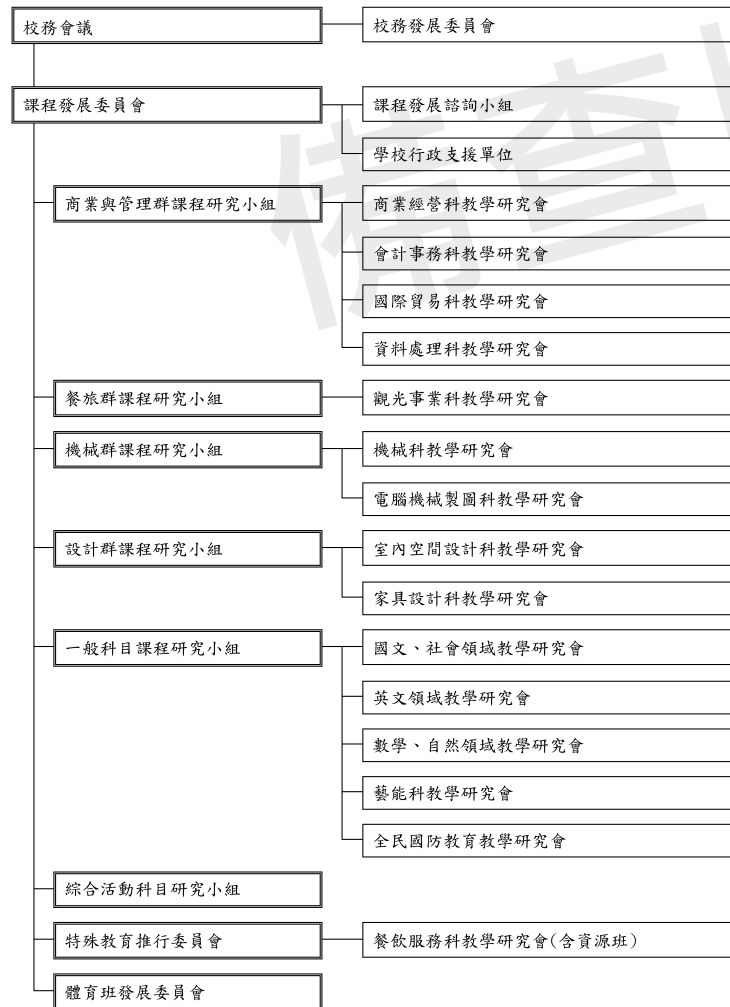 校務會議
校務發展委員會
課程發展委員會
課程發展諮詢小組
學校行政支援單位
商業與管理群課程研究小組
商業經營科教學研究會
會計事務科教學研究會
國際貿易科教學研究會
資料處理科教學研究會
餐旅群課程研究小組
觀光事業科教學研究會
機械群課程研究小組
機械科教學研究會
電腦機械製圖科教學研究會
設計群課程研究小組
室內空間設計科教學研究會
家具設計科教學研究會
一般科目課程研究小組
國文、社會領域教學研究會
英文領域教學研究會
數學、自然領域教學研究會
藝能科教學研究會
全民國防教育教學研究會
綜合活動科目研究小組
特殊教育推行委員會
餐飲服務科教學研究會(含資源班)
體育班發展委員會
備查